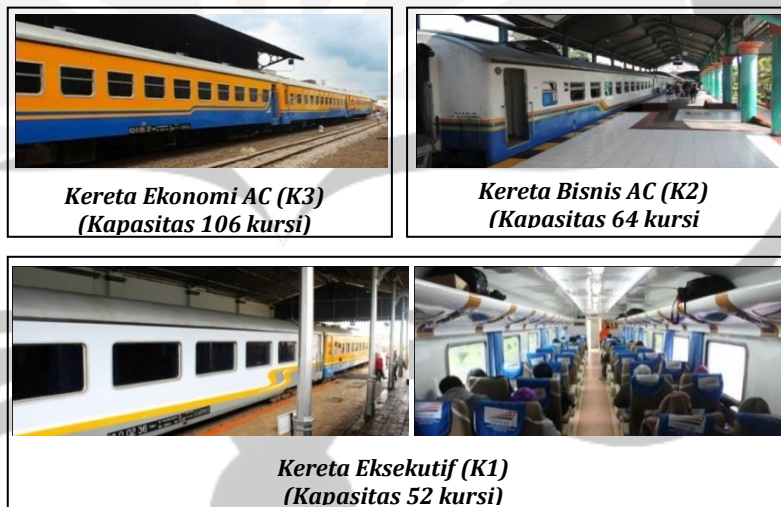 Kereta Ekonomi AC (K3)
(Kapasitas 106 kursi)
Kereta Bisnis AC (K2)
(Kapasitas 64 kursi
Kereta Eksekutif (K1)
(Kapasitas 52 kursi)